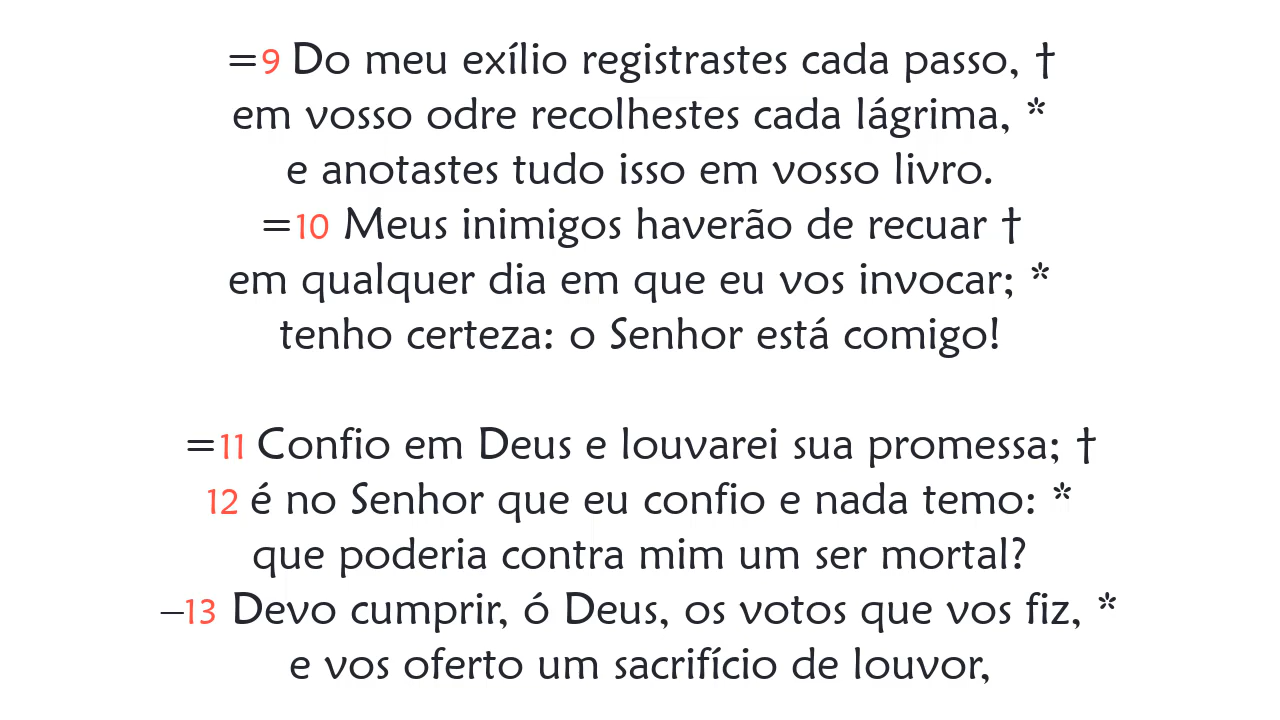 =9 Do meu exílio registrastes cada passo, †
em vosso odre recolhestes cada lágrima, *
e anotastes tudo isso em vosso livro.
=10 Meus inimigos haverão de recuar †
em qualquer dia em que eu vos invocar; *
tenho certeza: o Senhor está comigo!
=11 Confio em Deus e louvarei sua promessa; †
12 é no Senhor que eu confio e nada temo: *
que poderia contra mim um ser mortal?
–13 Devo cumprir, ó Deus, os votos que vos fiz, *
e vos oferto um sacrifício de louvor,